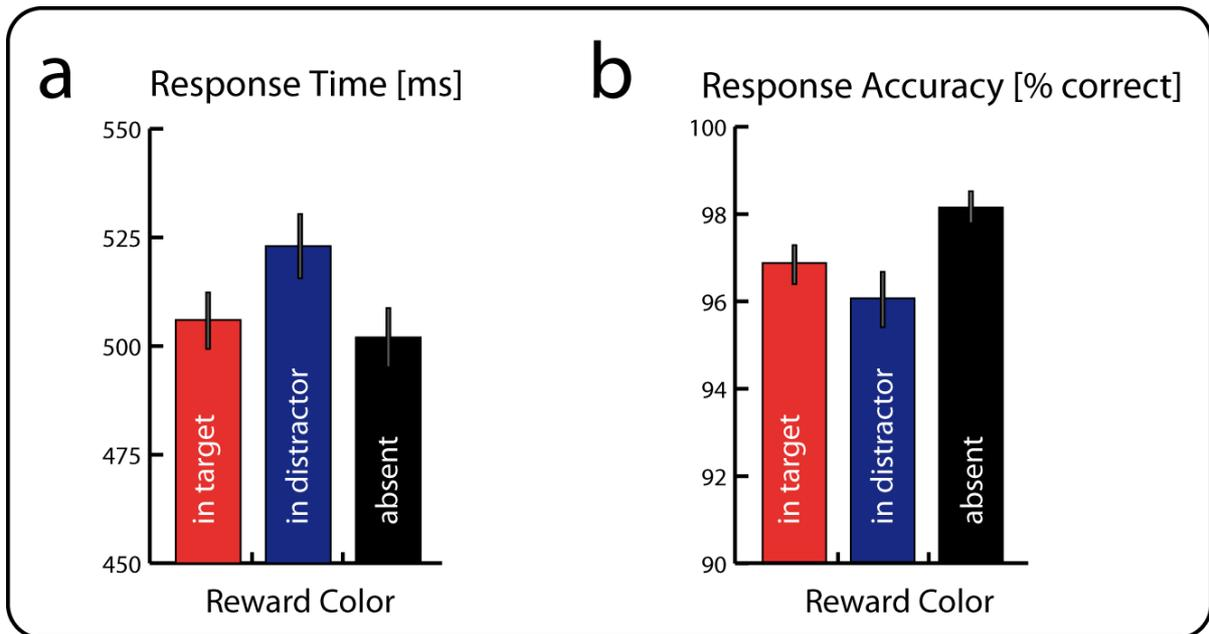 a
Response Time [ms]
550
525
500
475
450
in target
in distractor
absent
Reward Color
b
Response Accuracy [% correct]
100
98
96
94
92
90
in target
in distractor
absent
Reward Color